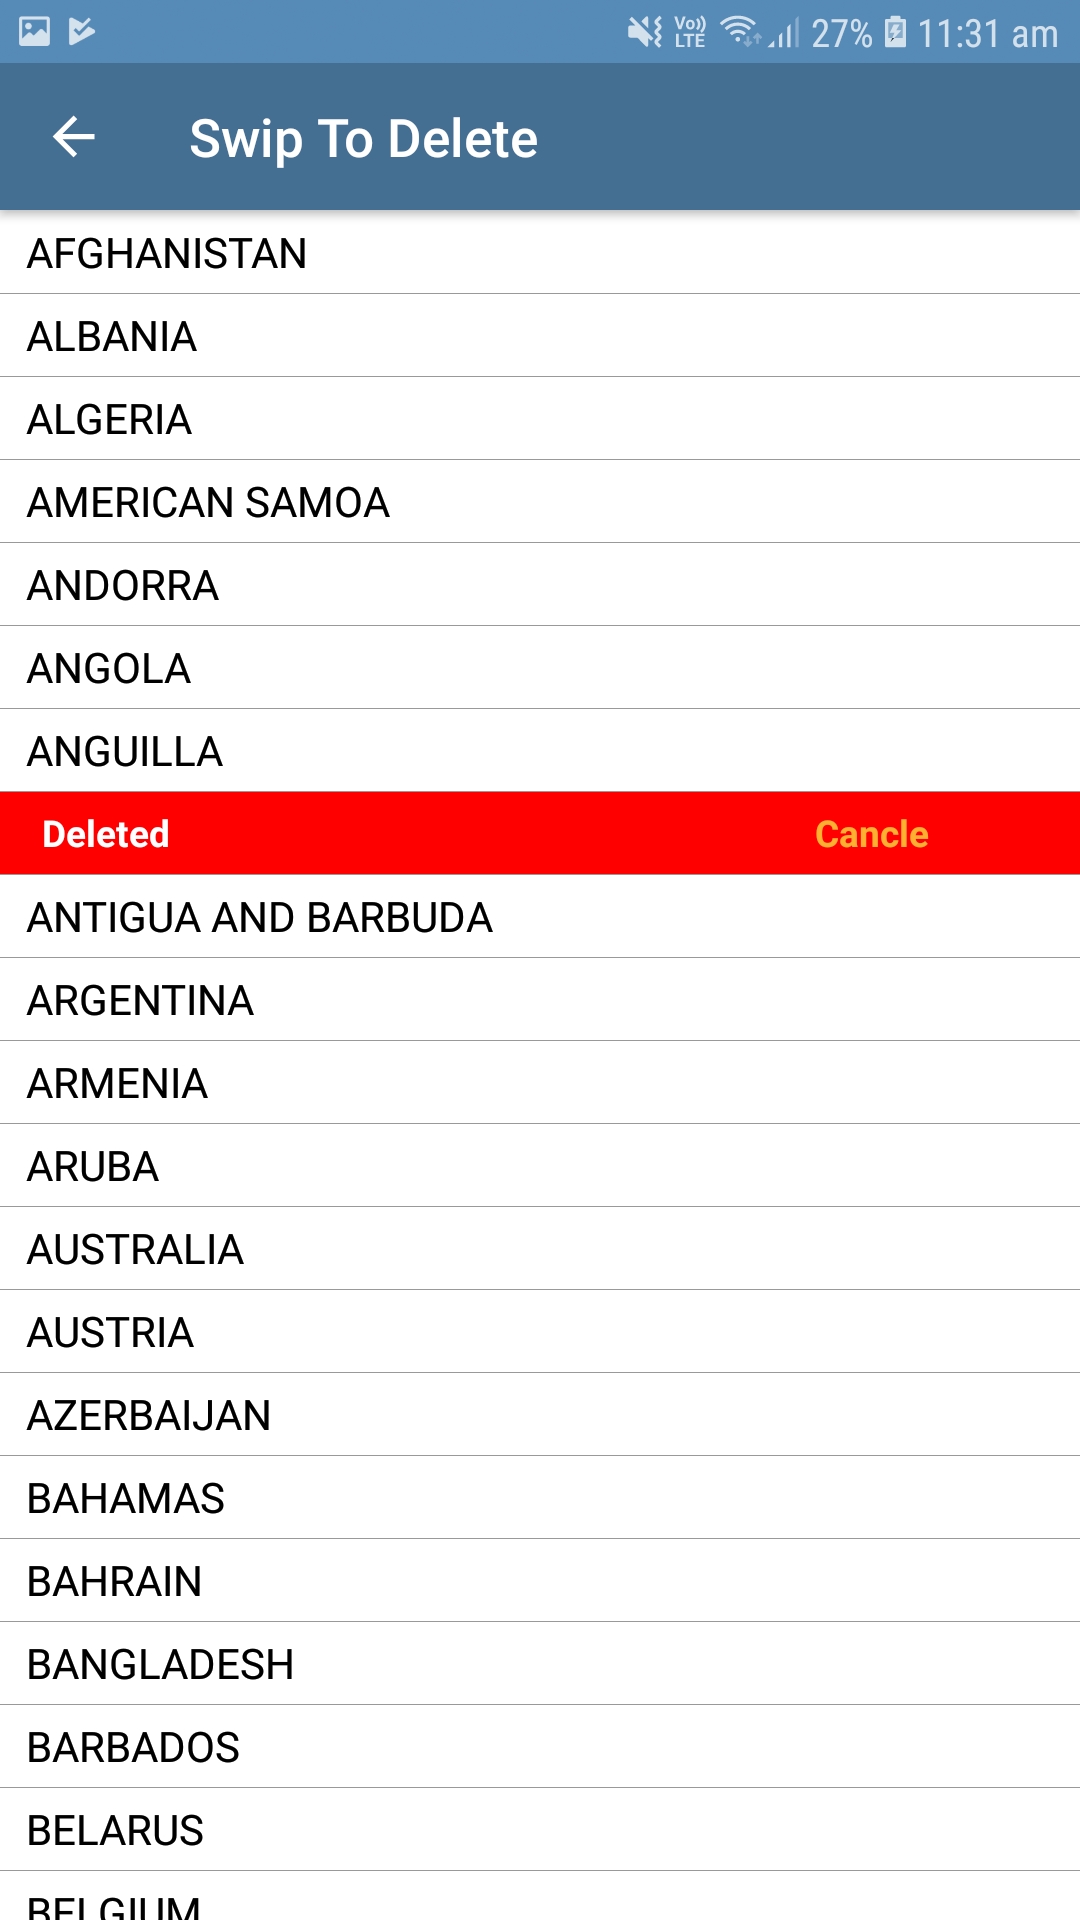 Vo)) LTE 27% 11:31 am
Swip To Delete
AFGHANISTAN
ALBANIA
ALGERIA
AMERICAN SAMOA
ANDORRA
ANGOLA
ANGUILLA
Deleted Cancle
ANTIGUA AND BARBUDA
ARGENTINA
ARMENIA
ARUBA
AUSTRALIA
AUSTRIA
AZERBAIJAN
BAHAMAS
BAHRAIN
BANGLADESH
BARBADOS
BELARUS
BELGIUM